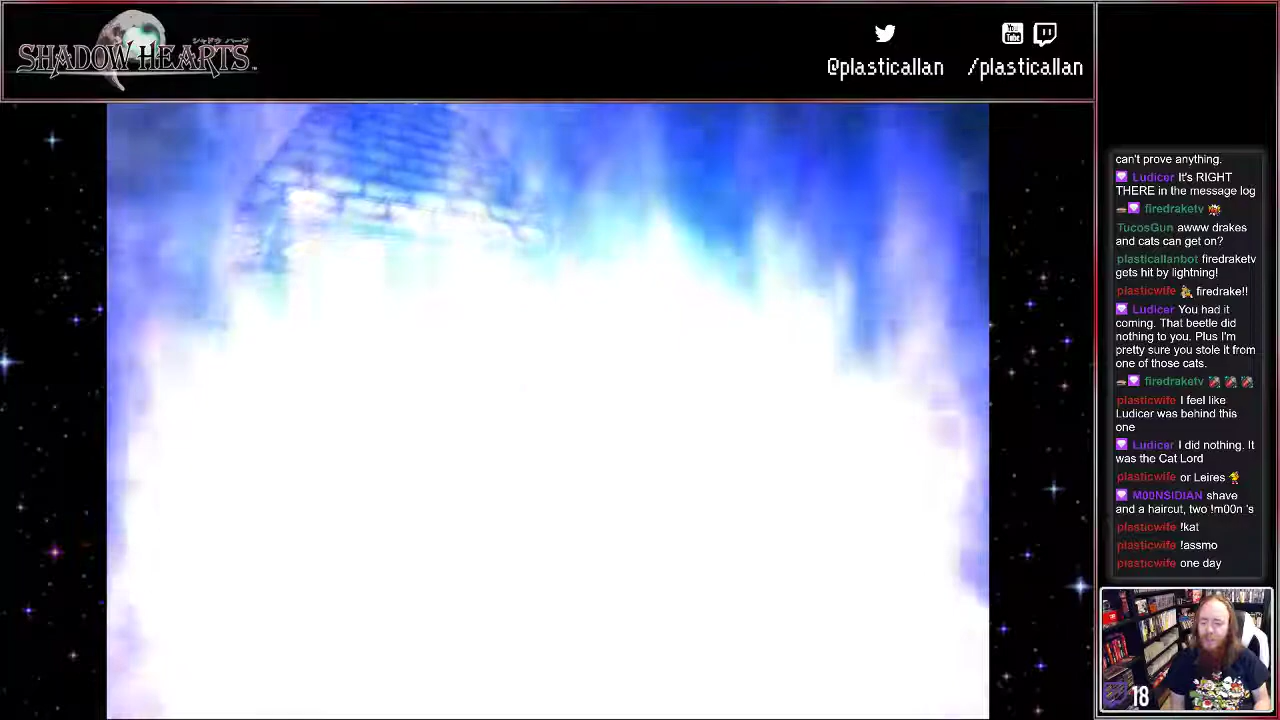 シャドウ ハーツ
SHADOW HEARTS™
@plasticallan
/plasticallan
can't prove anything.
Ludicer It's RIGHT
THERE in the message log
firedraketv
TucosGun awww drakes
and cats can get on?
plasticallanbot firedraketv
gets hit by lightning!
plasticwife firedrake!!
Ludicer You had it
coming. That beetle did
nothing to you. Plus I'm
pretty sure you stole it from
one of those cats.
firedraketv
plasticwife I feel like
Ludicer was behind this
one
Ludicer I did nothing. It
was the Cat Lord
plasticwife or Leires
M00NSIDIAN shave
and a haircut, two !m00n 's
plasticwife !kat
plasticwife !assmo
plasticwife one day
18